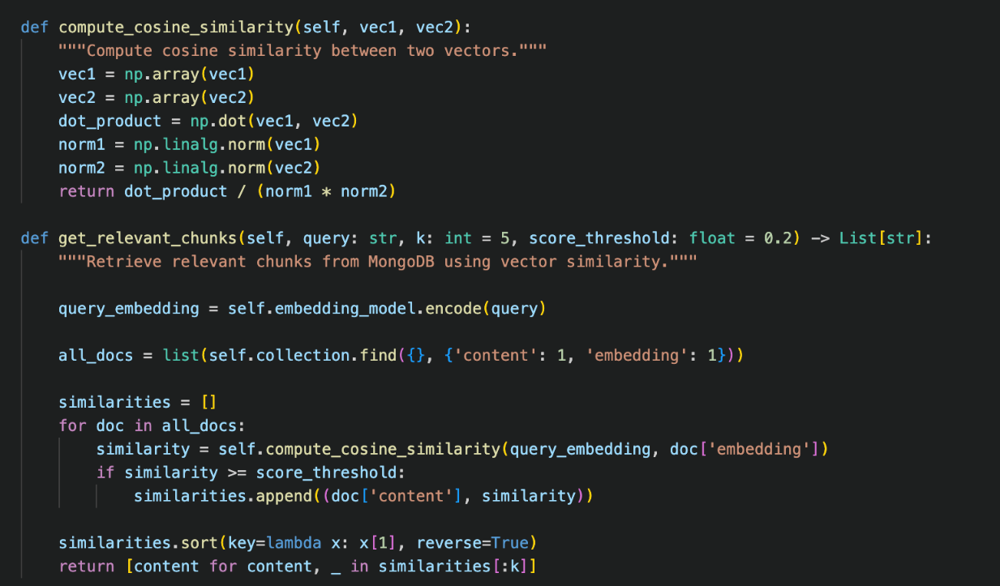 def compute_cosine_similarity(self, vec1, vec2):
    """Compute cosine similarity between two vectors."""
    vec1 = np.array(vec1)
    vec2 = np.array(vec2)
    dot_product = np.dot(vec1, vec2)
    norm1 = np.linalg.norm(vec1)
    norm2 = np.linalg.norm(vec2)
    return dot_product / (norm1 * norm2)

def get_relevant_chunks(self, query: str, k: int = 5, score_threshold: float = 0.2) -> List[str]:
    """Retrieve relevant chunks from MongoDB using vector similarity."""

    query_embedding = self.embedding_model.encode(query)

    all_docs = list(self.collection.find({}, {'content': 1, 'embedding': 1}))

    similarities = []
    for doc in all_docs:
        similarity = self.compute_cosine_similarity(query_embedding, doc['embedding'])
        if similarity >= score_threshold:
            similarities.append((doc['content'], similarity))

    similarities.sort(key=lambda x: x[1], reverse=True)
    return [content for content, _ in similarities[:k]]